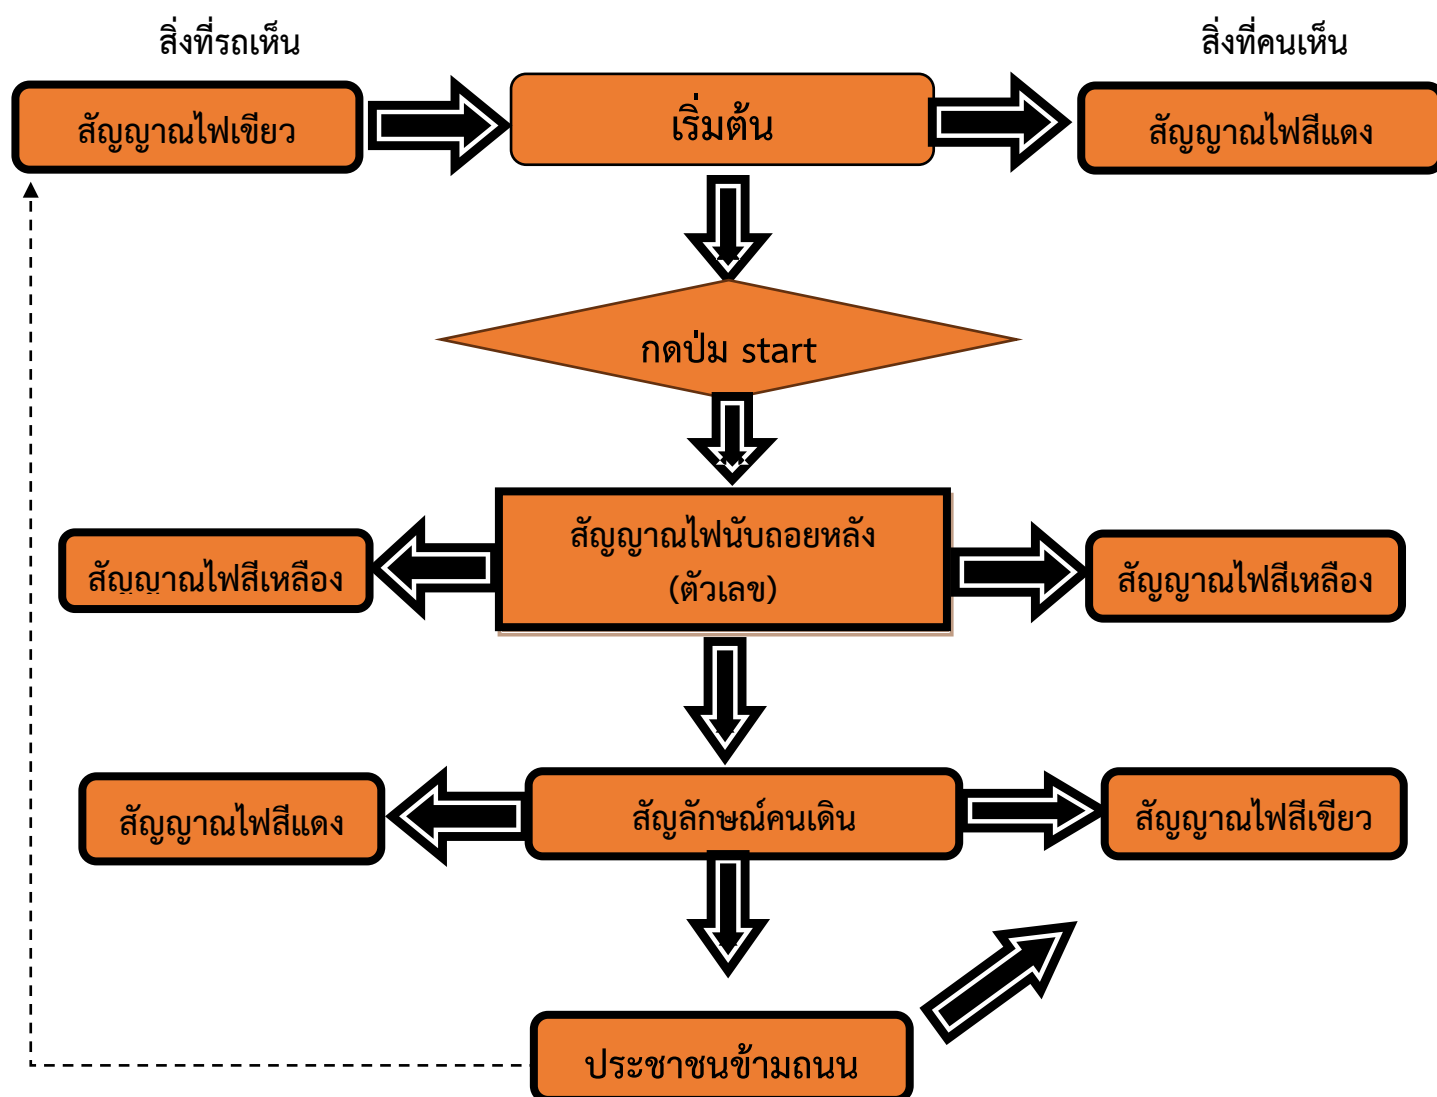 สิ่งที่รถเห็น
สิ่งที่คนเห็น
สัญญาณไฟเขียว
เริ่มต้น
สัญญาณไฟสีแดง
กดปุ่ม start
สัญญาณไฟนับถอยหลัง
(ตัวเลข)
สัญญาณไฟสีเหลือง
สัญญาณไฟสีเหลือง
สัญญาณไฟสีแดง
สัญลักษณ์คนเดิน
สัญญาณไฟสีเขียว
ประชาชนข้ามถนน